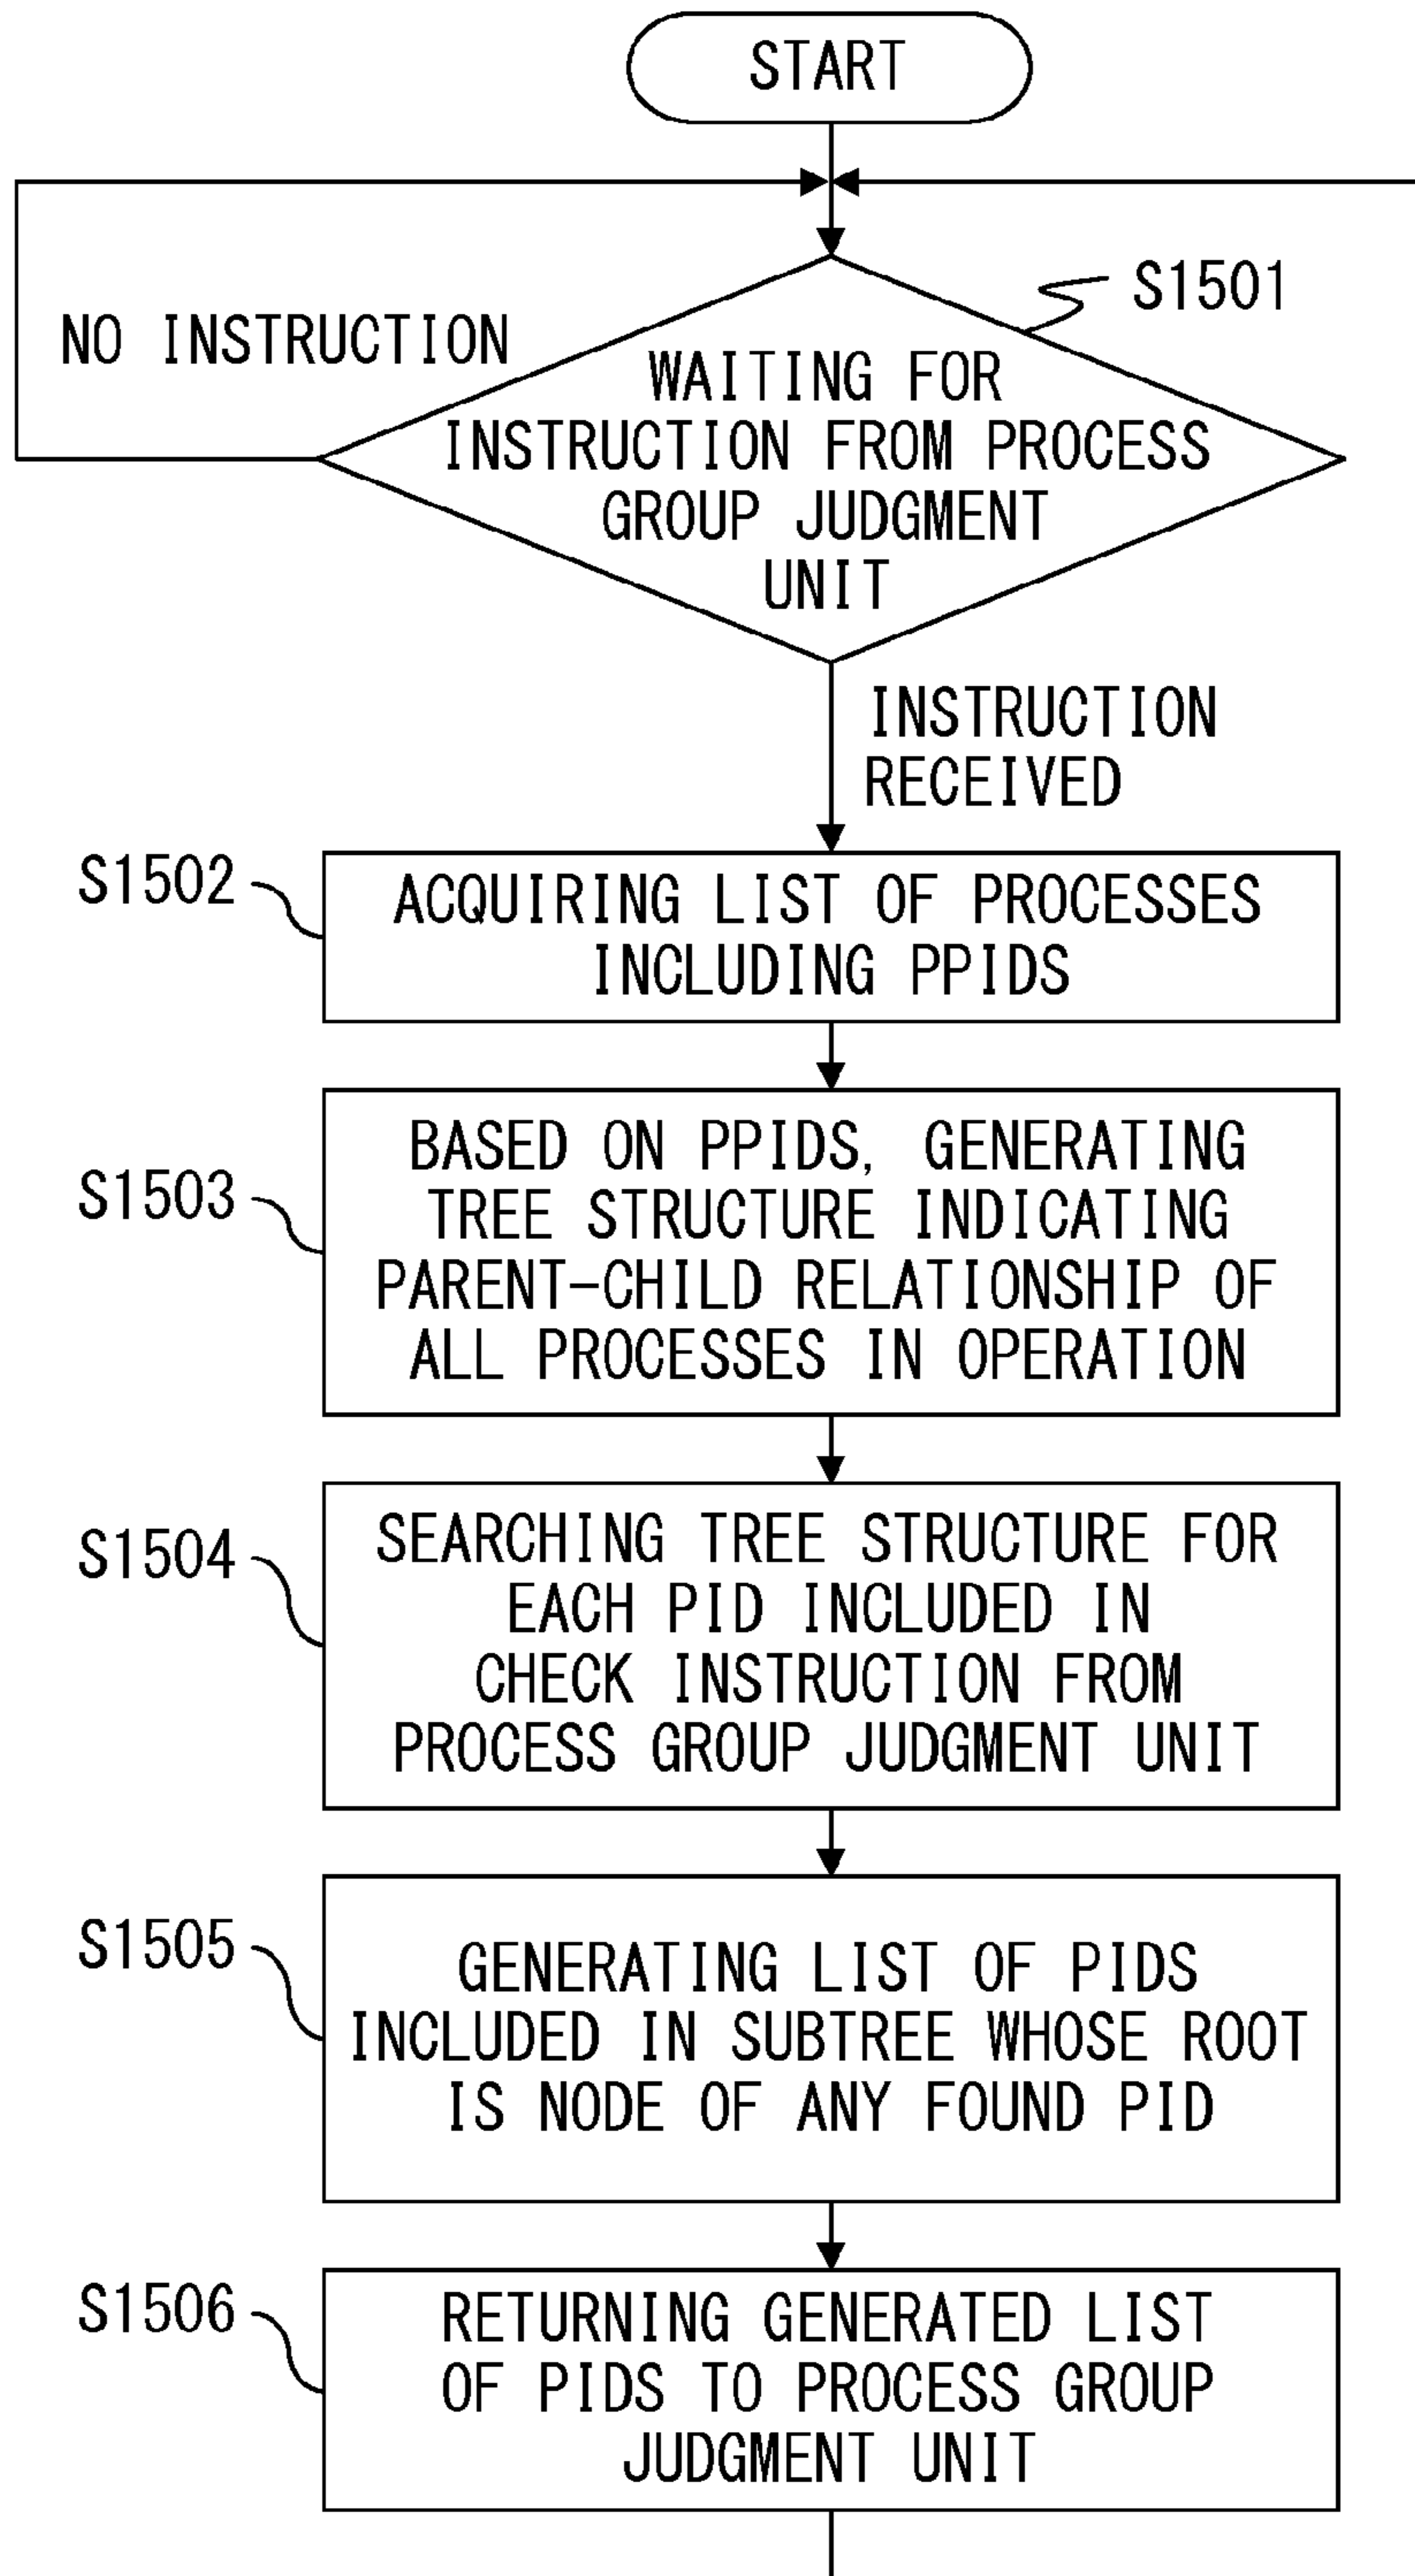 START
S1501
NO INSTRUCTION
WAITING FOR
INSTRUCTION FROM PROCESS
GROUP JUDGMENT
UNIT
INSTRUCTION
RECEIVED
S1502
ACQUIRING LIST OF PROCESSES
INCLUDING PPIDS
S1503
BASED ON PPIDS, GENERATING
TREE STRUCTURE INDICATING
PARENT-CHILD RELATIONSHIP OF
ALL PROCESSES IN OPERATION
S1504
SEARCHING TREE STRUCTURE FOR
EACH PID INCLUDED IN
CHECK INSTRUCTION FROM
PROCESS GROUP JUDGMENT UNIT
S1505
GENERATING LIST OF PIDS
INCLUDED IN SUBTREE WHOSE ROOT
IS NODE OF ANY FOUND PID
S1506
RETURNING GENERATED LIST
OF PIDS TO PROCESS GROUP
JUDGMENT UNIT